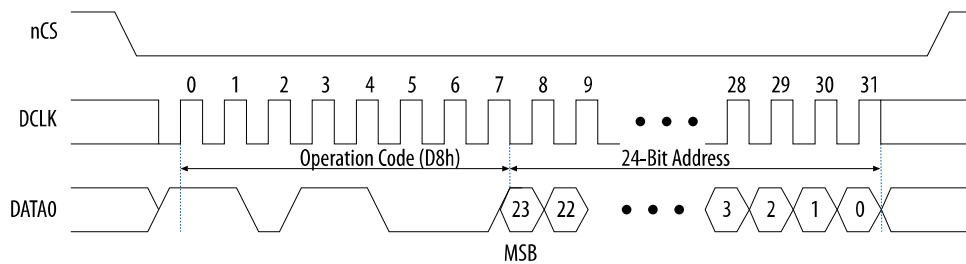 nCS
0 1 2 3 4 5 6 7 8 9 28 29 30 31
DCLK
Operation Code (D8h) 24-Bit Address
DATA0 23 22 3 2 1 0
MSB